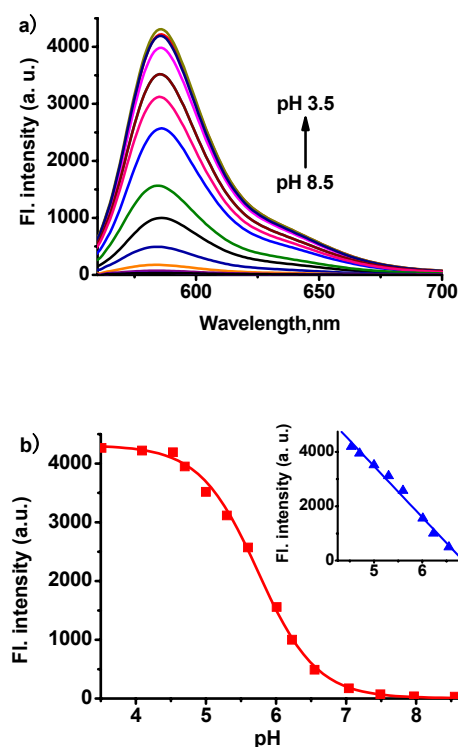 a)
Fl. intensity (a. u.)
4000
3000
2000
1000
0
pH 3.5
pH 8.5
600
650
700
Wavelength,nm
b)
Fl. intensity (a.u.)
4000
3000
2000
1000
0
4
5
6
7
8
pH
Fl. intensity (a. u.)
4000
2000
0
5
6